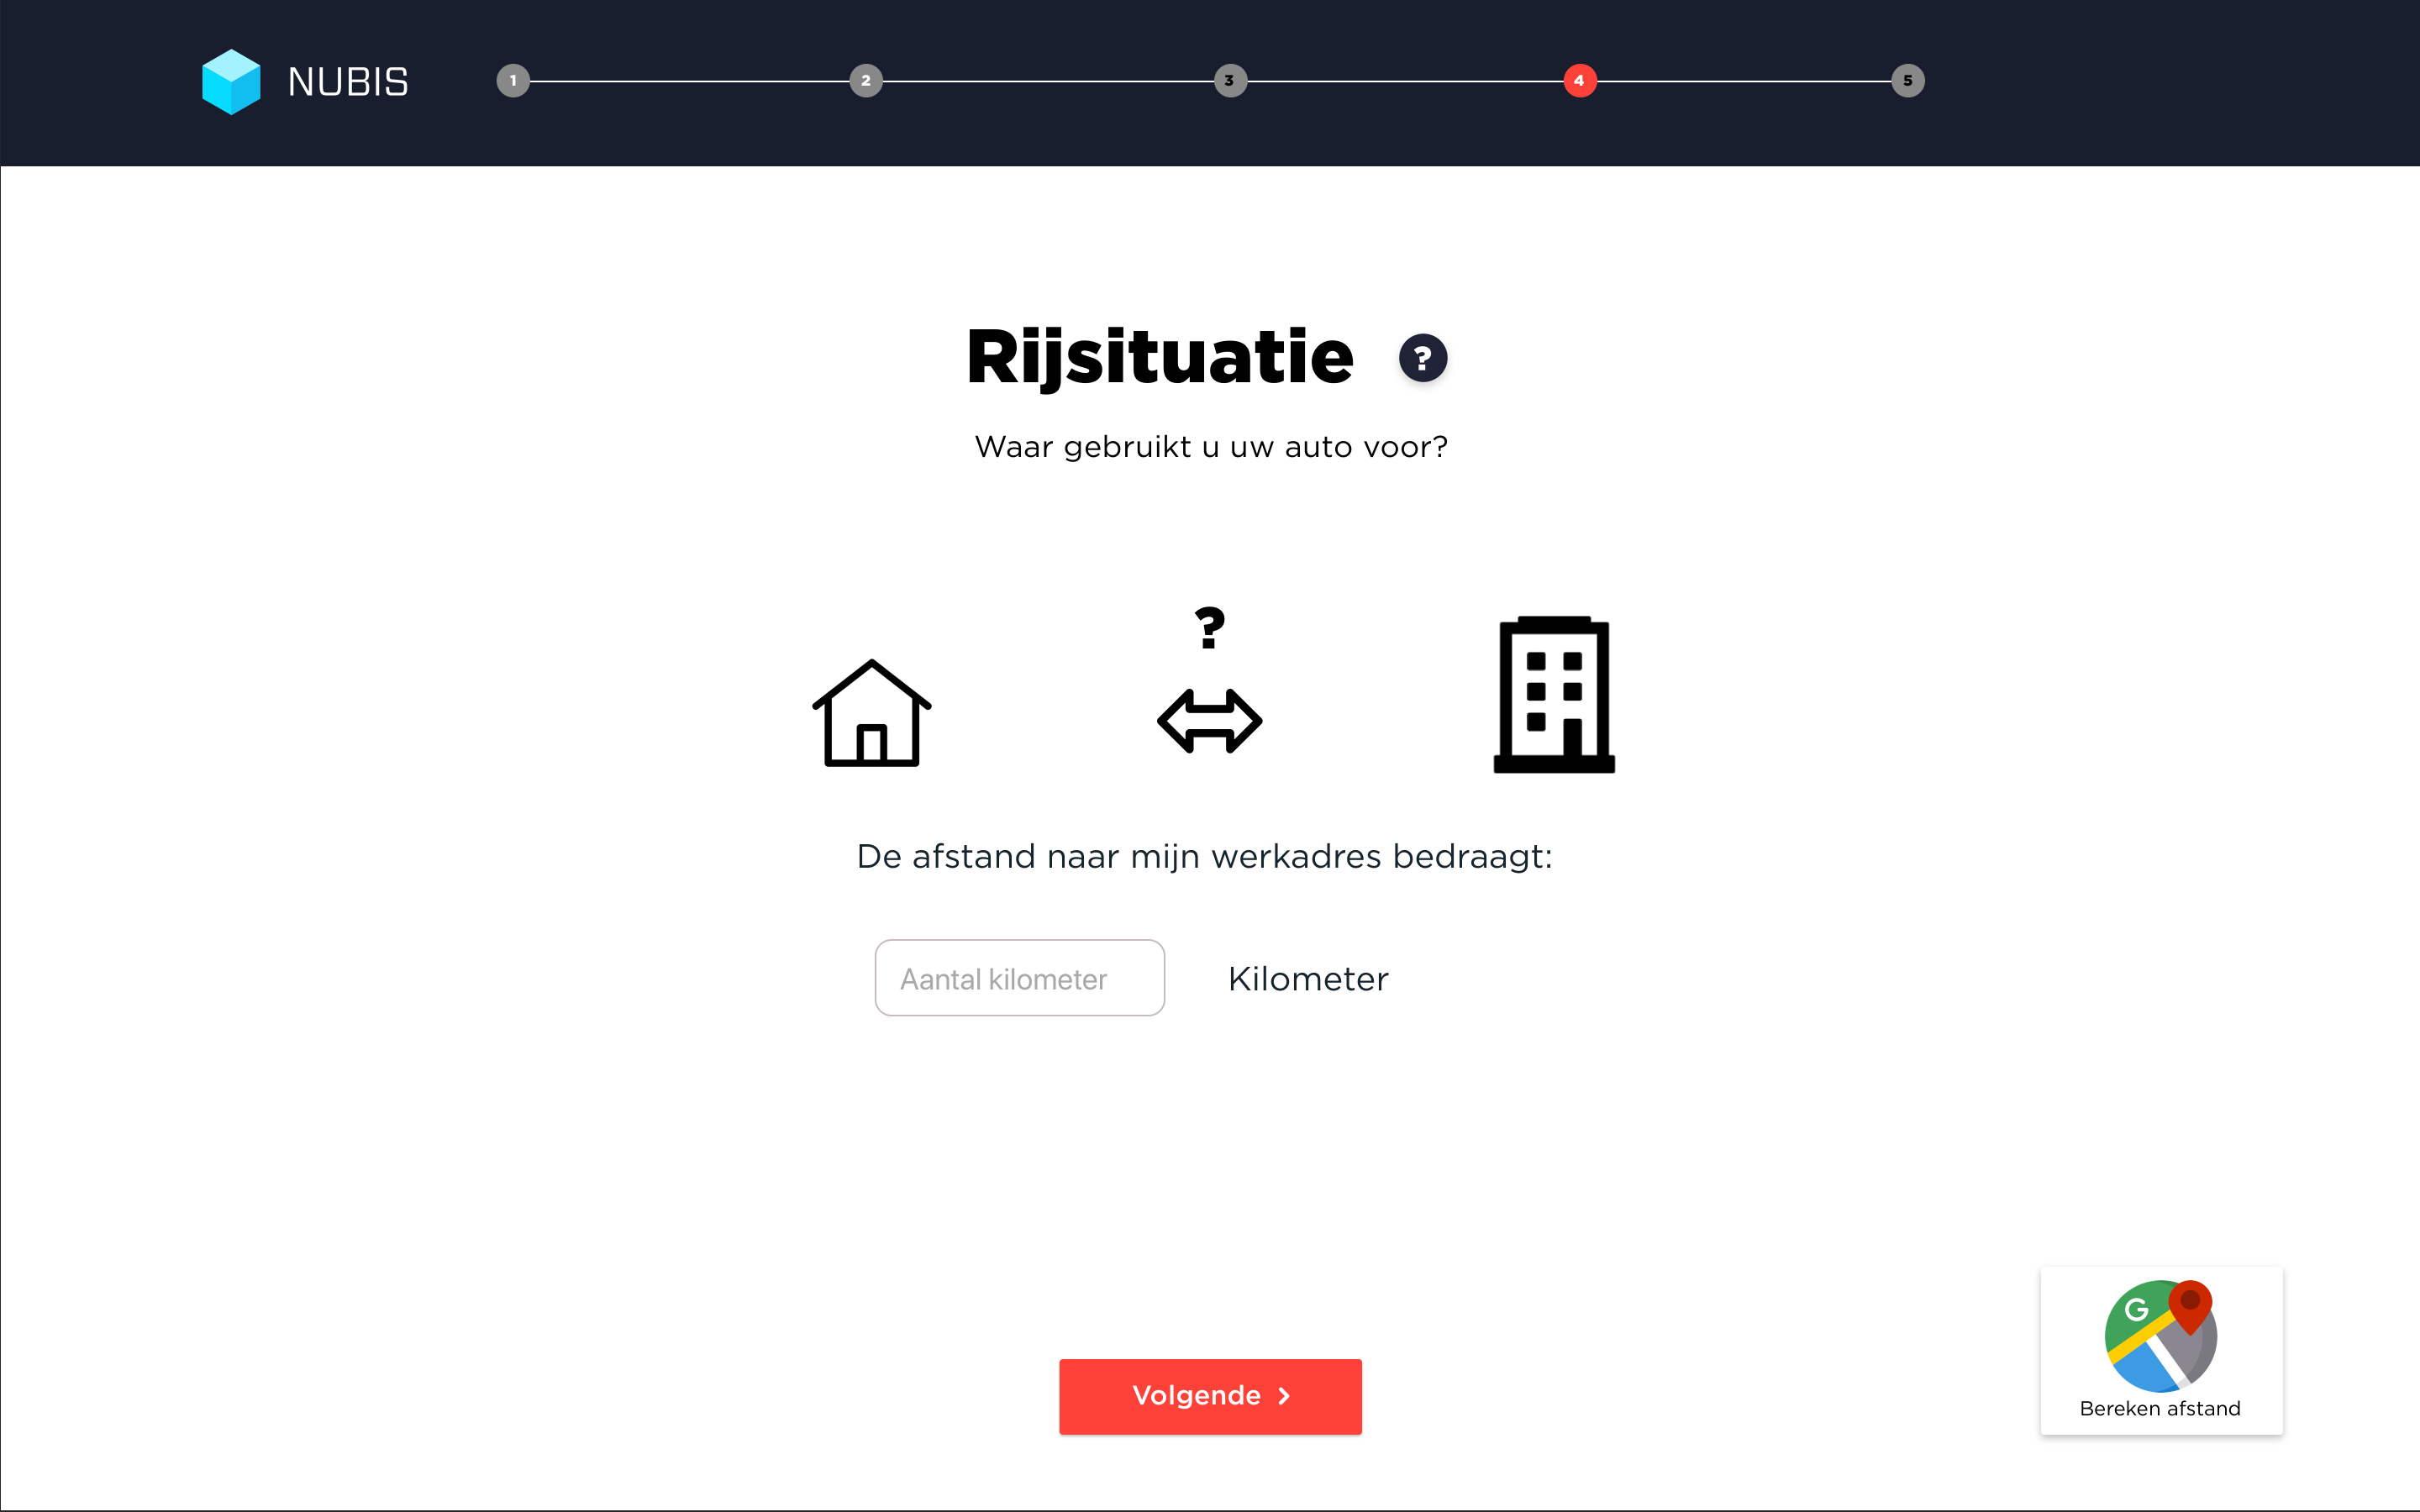 NUBIS
1 2 3 4 5
Rijsituatie ?
Waar gebruikt u uw auto voor?
?
De afstand naar mijn werkadres bedraagt:
Aantal kilometer Kilometer
G
Bereken afstand
Volgende >